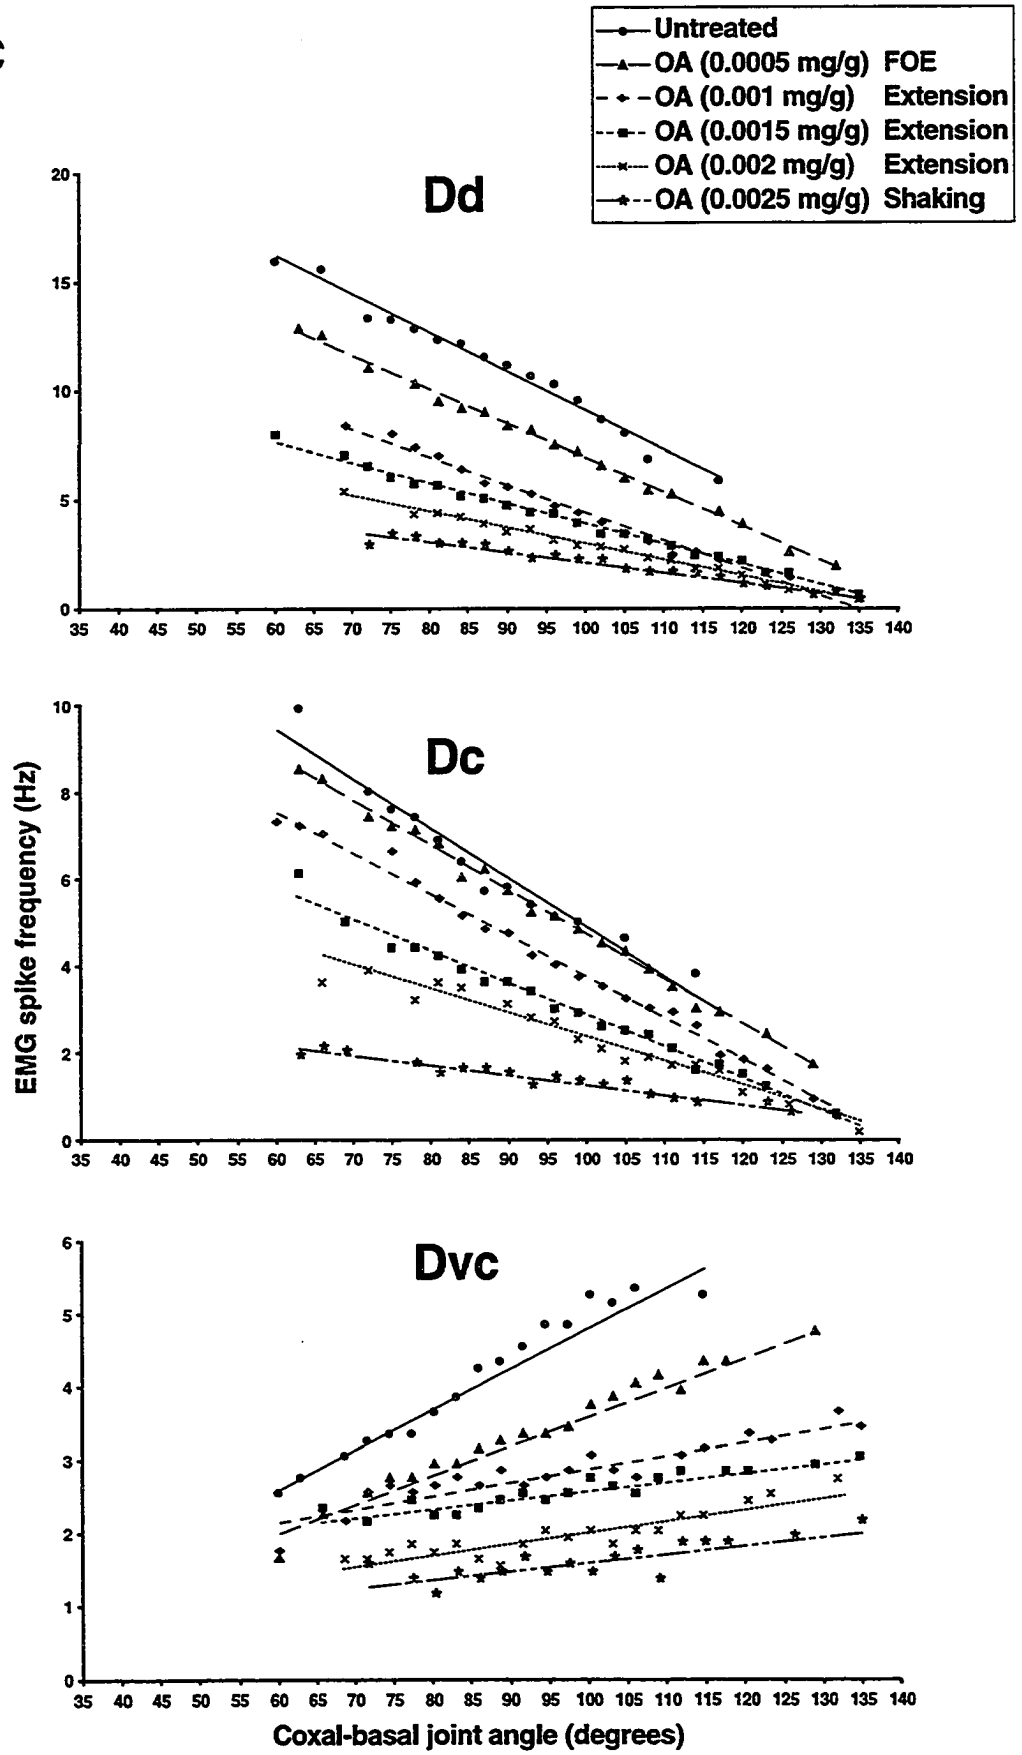 C
Untreated
OA (0.0005 mg/g) FOE
OA (0.001 mg/g) Extension
OA (0.0015 mg/g) Extension
OA (0.002 mg/g) Extension
OA (0.0025 mg/g) Shaking
Dd
20
15
10
5
0
35 40 45 50 55 60 65 70 75 80 85 90 95 100 105 110 115 120 125 130 135 140
EMG spike frequency (Hz)
Dc
10
8
6
4
2
0
35 40 45 50 55 60 65 70 75 80 85 90 95 100 105 110 115 120 125 130 135 140
Dvc
6
5
4
3
2
1
0
35 40 45 50 55 60 65 70 75 80 85 90 95 100 105 110 115 120 125 130 135 140
Coxal-basal joint angle (degrees)